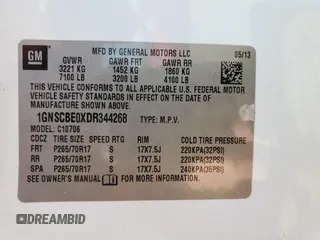 GM
MFD BY GENERAL MOTORS LLC
05/13
GVWR GAWR FRT GAWR RR
3221 KG 1452 KG 1860 KG
7100 LB 3200 LB 4100 LB
THIS VEHICLE CONFORMS TO ALL APPLICABLE U.S. FEDERAL MOTOR
VEHICLE SAFETY STANDARDS IN EFFECT ON THE DATE OF
MANUFACTURE SHOWN ABOVE.
1GNSCBE0XDR344268 TYPE: M.P.V.
MODEL: C10706
COLD TIRE PRESSURE
CDCZ TIRE SIZE SPEED RTG RIM
FRT P265/70R17 S 17X7.5J 220KPA(32PSI)
RR P265/70R17 S 17X7.5J 220KPA(32PSI)
SPA P265/70R17 S 17X7.5J 240KPA(35PSI)
SEE OWNER'S MANUAL FOR MORE INFORMATION.
© DREAMBID